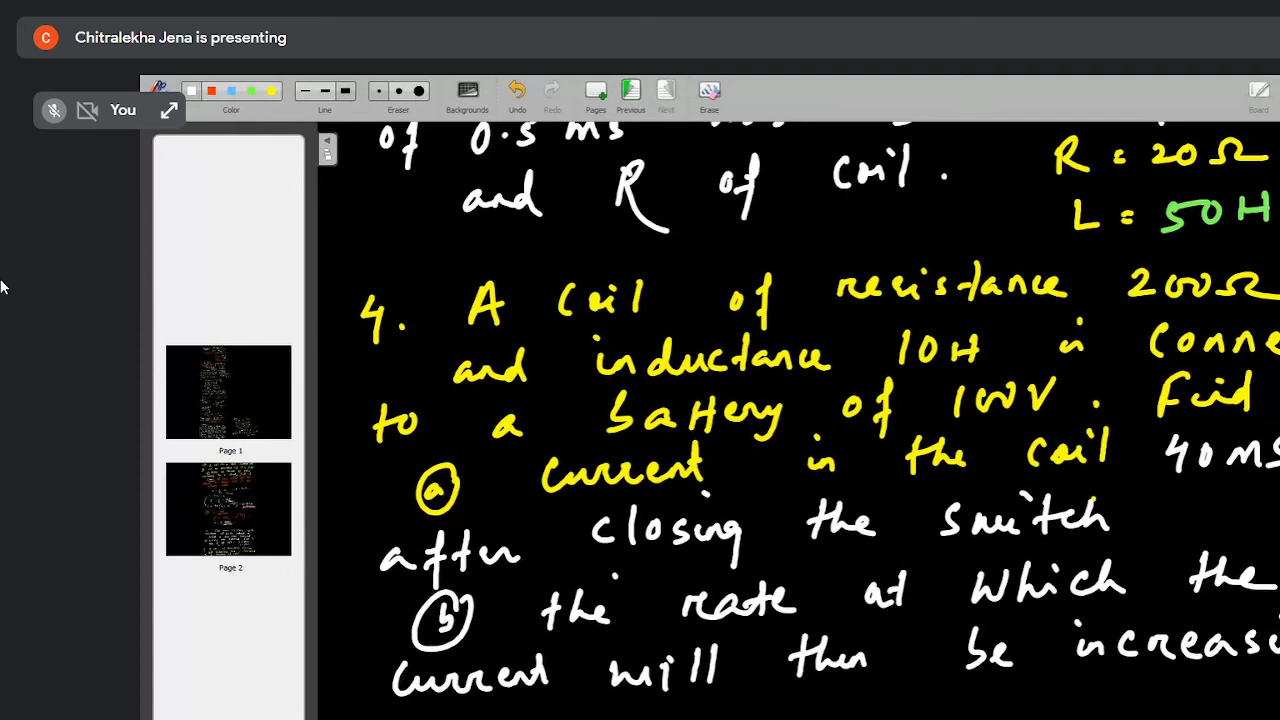 Chitralekha Jena is presenting
C
You
Color
Line
Eraser
Backgrounds
Undo
Redo
Pages
Previous
Next
Erase
Board
of 0.5 ms
and R of coil.
R = 20 Ω
L = 50 H
4. A coil of resistance 200Ω
and inductance 10H is Conne
to a battery of 100V. Find
(a) current in the coil 40ms
after closing the switch
(b) the rate at which the
current will then be increasi
Page 1
Page 2